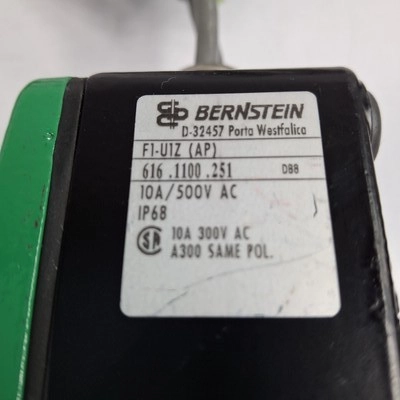 BERNSTEIN
D-32457 Porta Westfalica
F1-U1Z (AP)
616.1100.251 DBB
10A/500V AC
IP68
SA 10A 300V AC
A300 SAME POL.